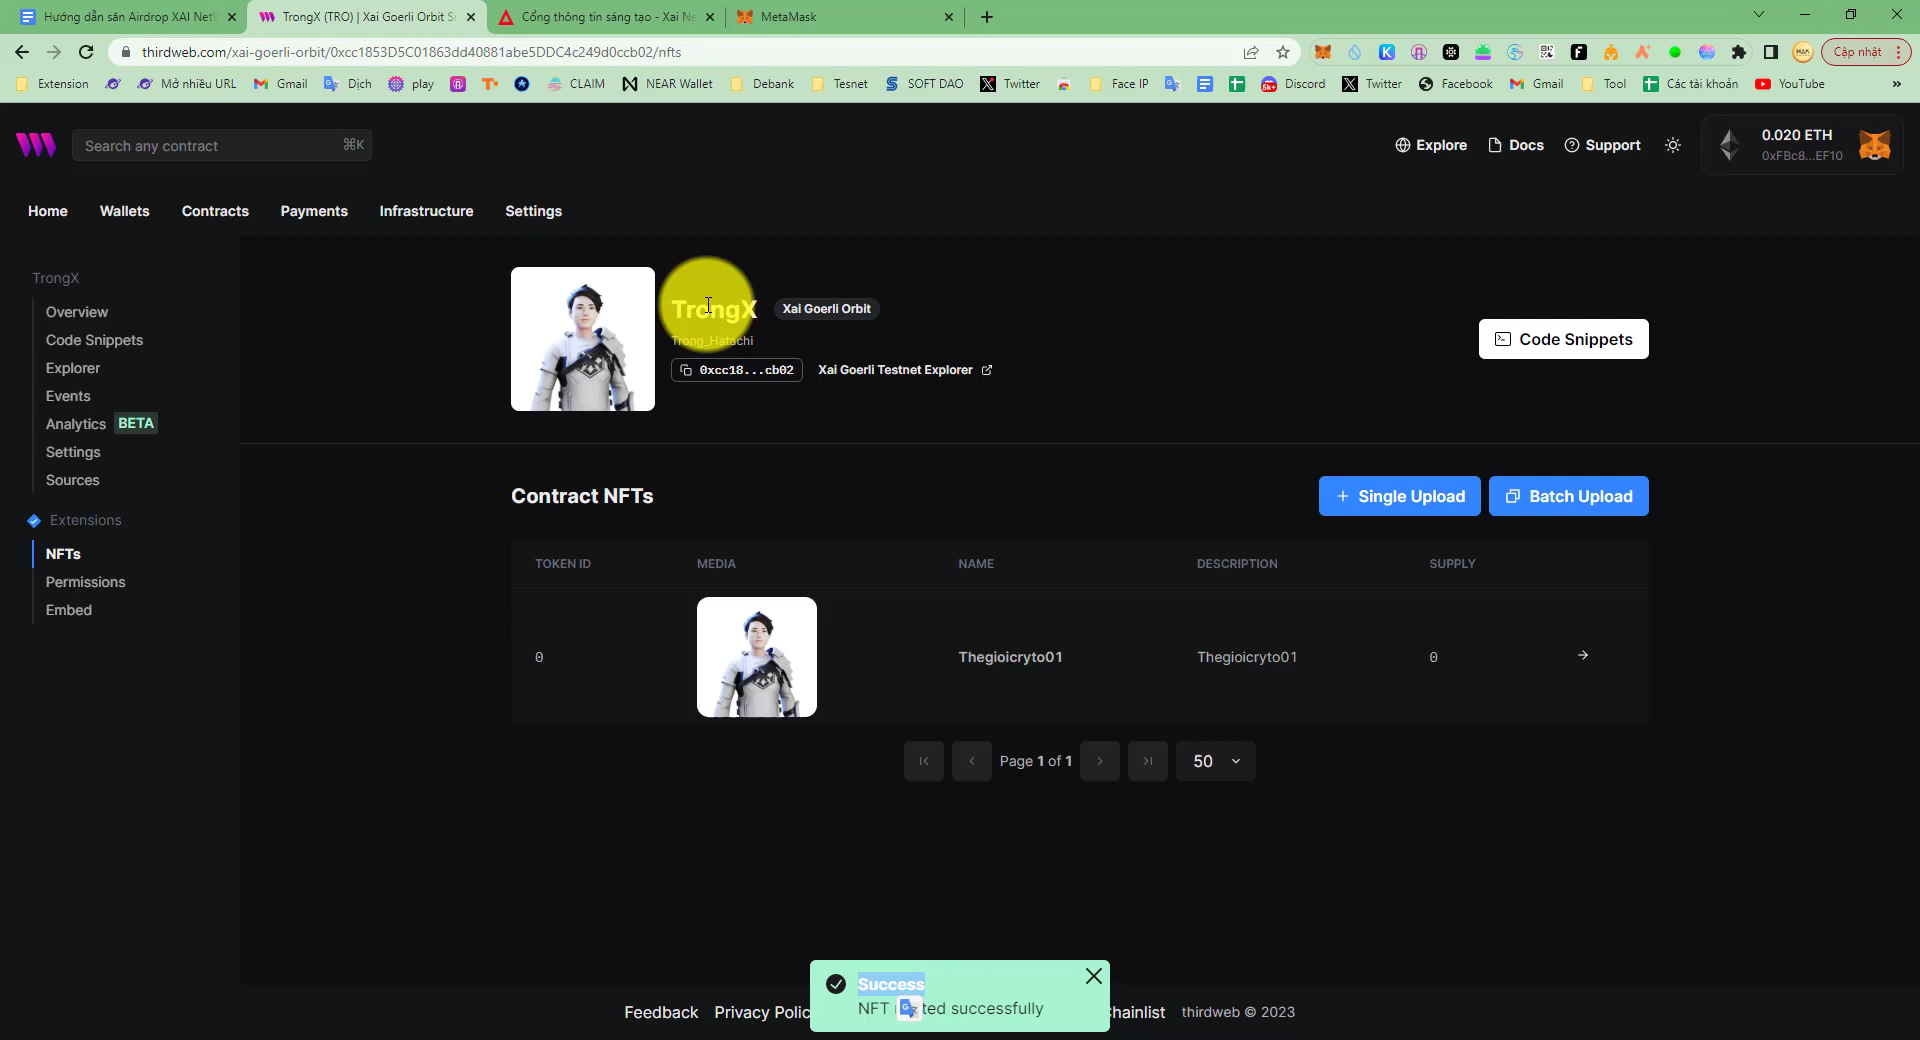 Hướng dẫn săn Airdrop XAI Netw
TrongX (TRO) | Xai Goerli Orbit S
Cổng thông tin sáng tạo - Xai Ne
MetaMask
thirdweb.com/xai-goerli-orbit/0xcc1853D5C01863dd40881abe5DDC4c249d0ccb02/nfts
Cập nhật
Extension
Mở nhiều URL
Gmail
Dịch
play
CLAIM
NEAR Wallet
Debank
Tesnet
SOFT DAO
Twitter
Face IP
5k+
Discord
Twitter
Facebook
Gmail
Tool
Các tài khoản
YouTube
Search any contract
⌘K
Explore
Docs
Support
0.020 ETH
0xFBc8...EF10
Home
Wallets
Contracts
Payments
Infrastructure
Settings
TrongX
Overview
Code Snippets
Explorer
Events
Analytics BETA
Settings
Sources
Extensions
NFTs
Permissions
Embed
TrongX
Xai Goerli Orbit
Trong_Hatachi
0xcc18...cb02
Xai Goerli Testnet Explorer
Code Snippets
Contract NFTs
+ Single Upload
Batch Upload
TOKEN ID
MEDIA
NAME
DESCRIPTION
SUPPLY
0
Thegioicryto01
Thegioicryto01
0
Page 1 of 1
50
Success
NFT ted successfully
Feedback
Privacy Polic
hainlist
thirdweb © 2023